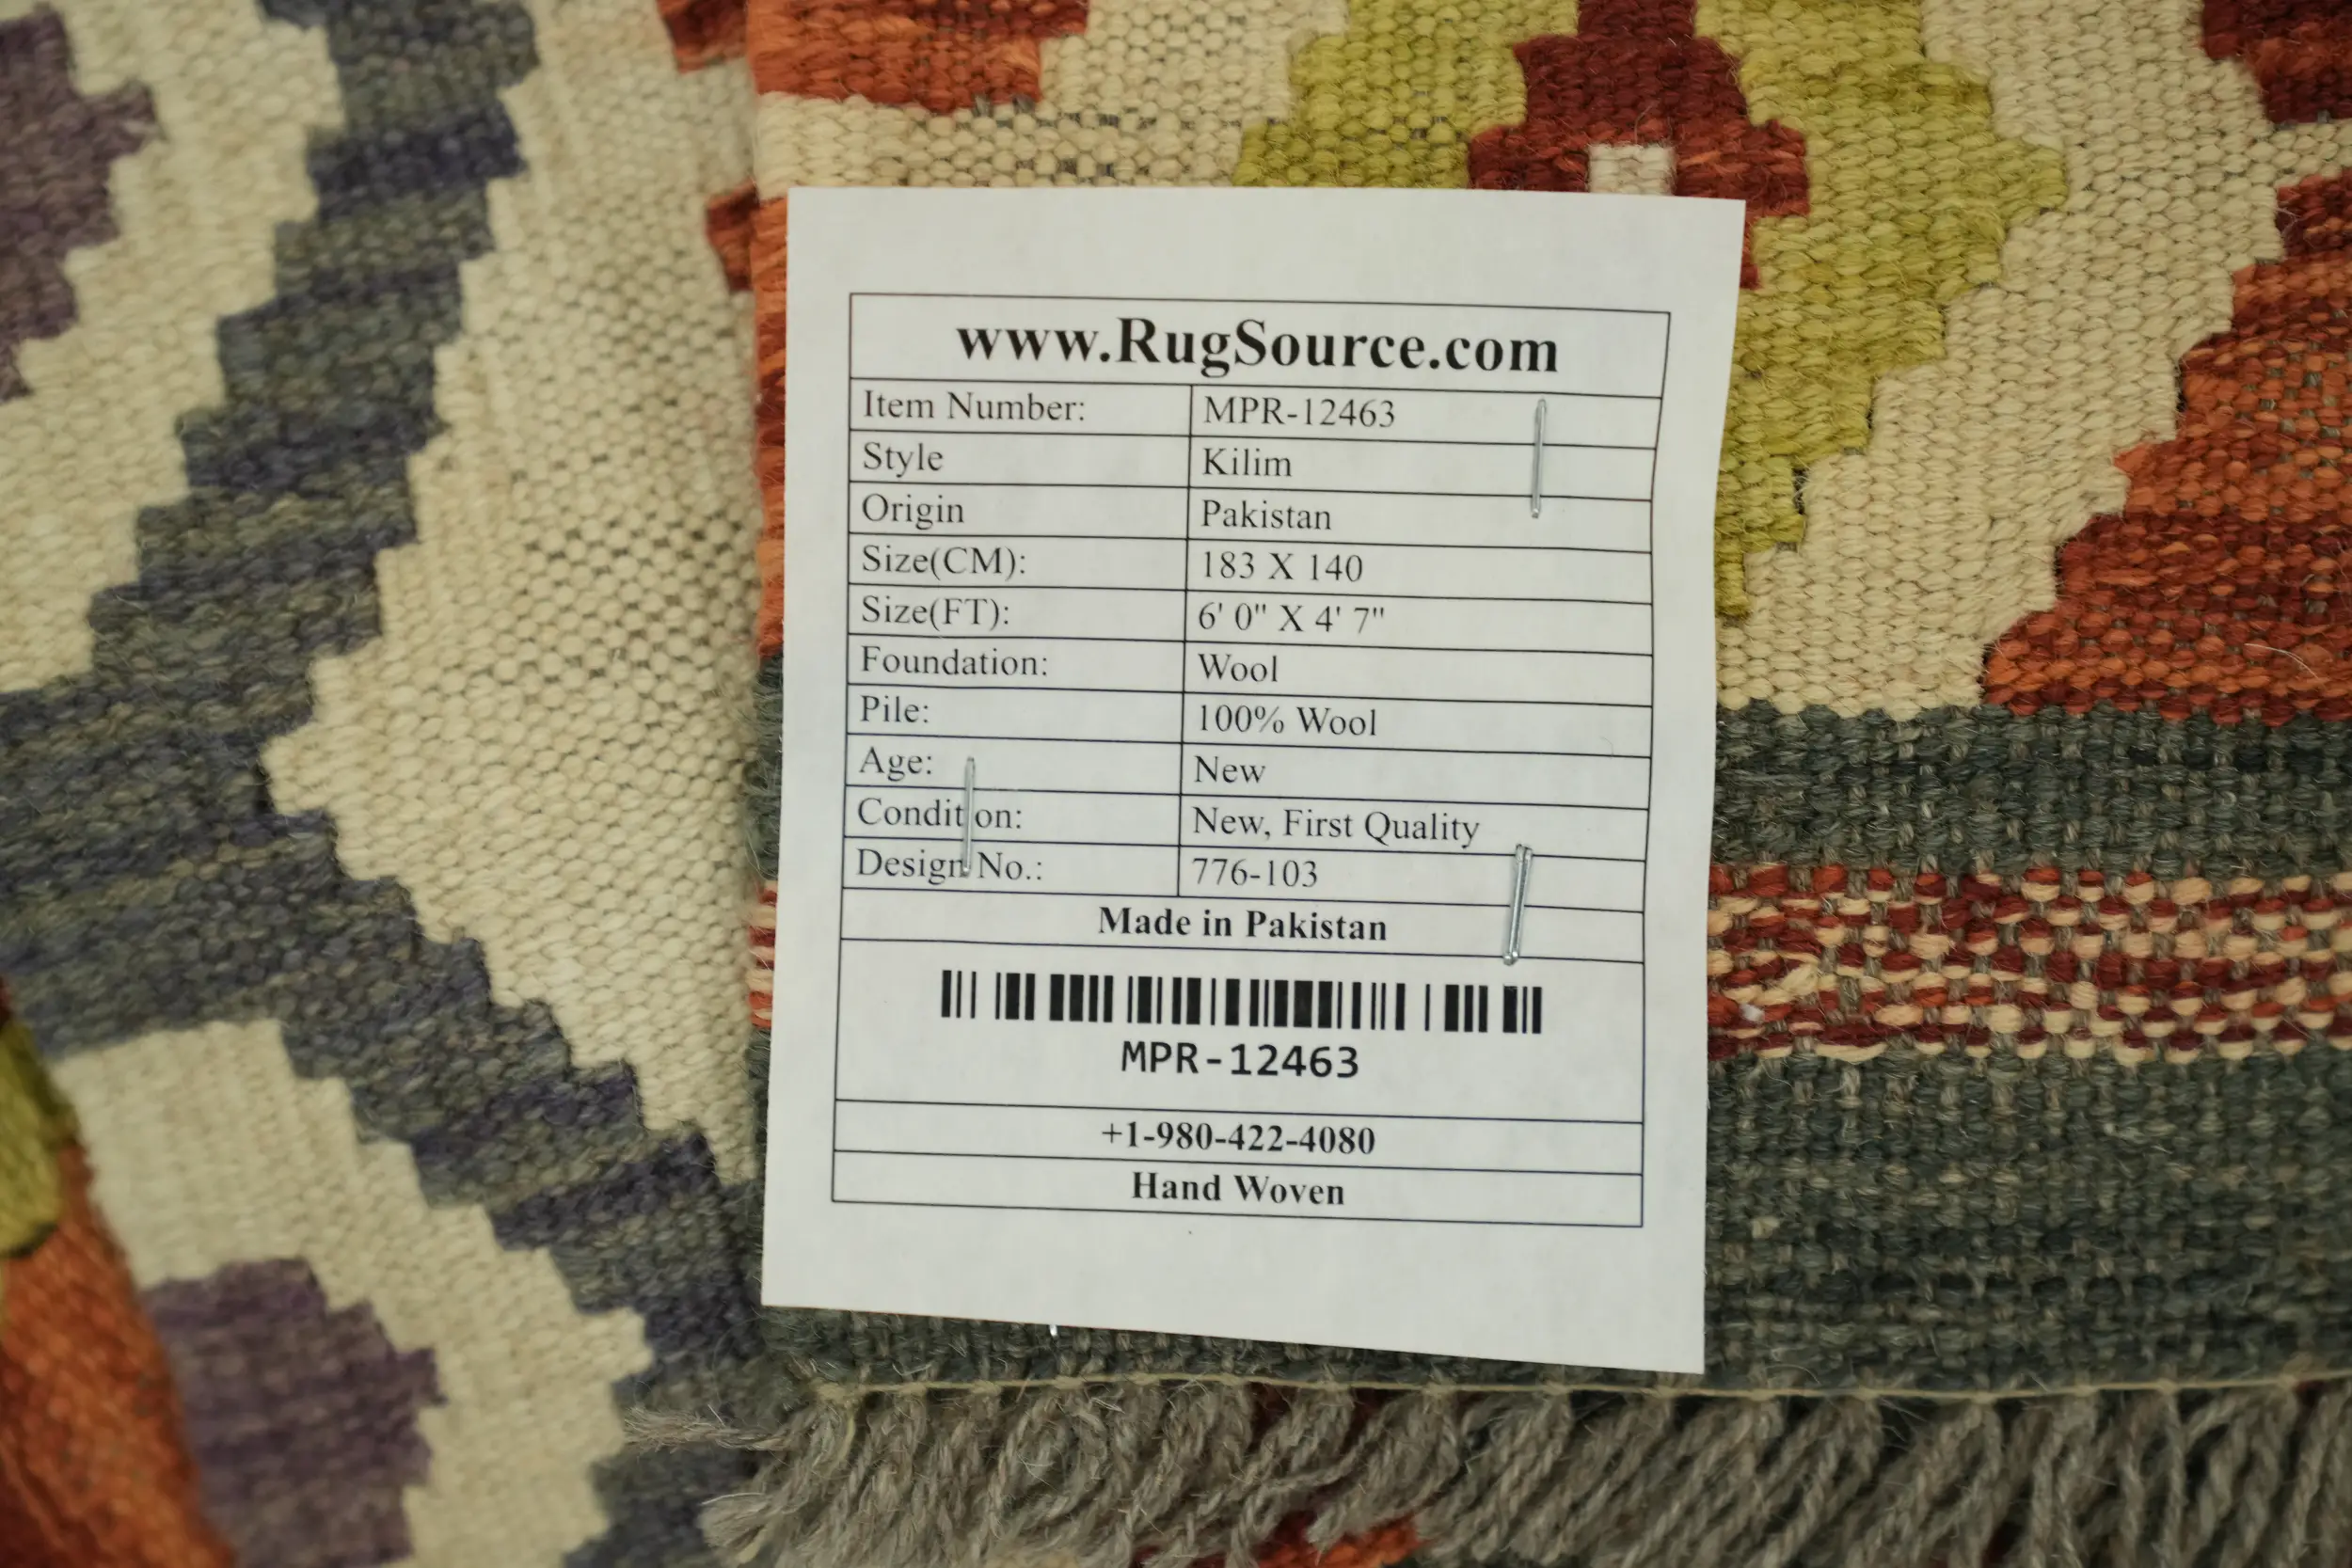 www.RugSource.com
Item Number: MPR-12463
Style Kilim
Origin Pakistan
Size(CM): 183 X 140
Size(FT): 6' 0" X 4' 7"
Foundation: Wool
Pile: 100% Wool
Age: New
Condition: New, First Quality
Design No.: 776-103
Made in Pakistan
MPR-12463
+1-980-422-4080
Hand Woven